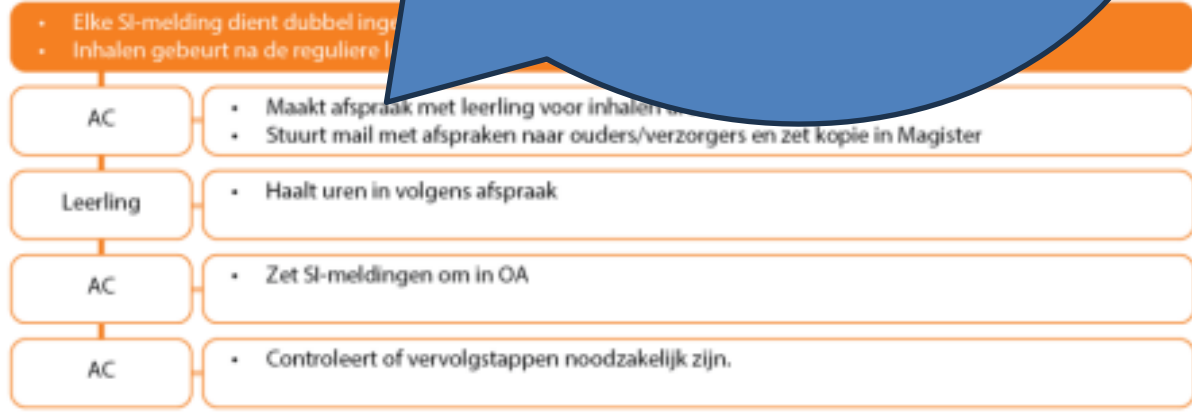 • Elke SI-melding dient dubbel
• Inhalen gebeurt na de reguliere
AC
• Maakt afspraak met leerling voor inhalen
• Stuurt mail met afspraken naar ouders/verzorgers en zet kopie in Magister
Leerling
• Haalt uren in volgens afspraak
AC
• Zet SI-meldingen om in OA
AC
• Controleert of vervolgstappen noodzakelijk zijn.